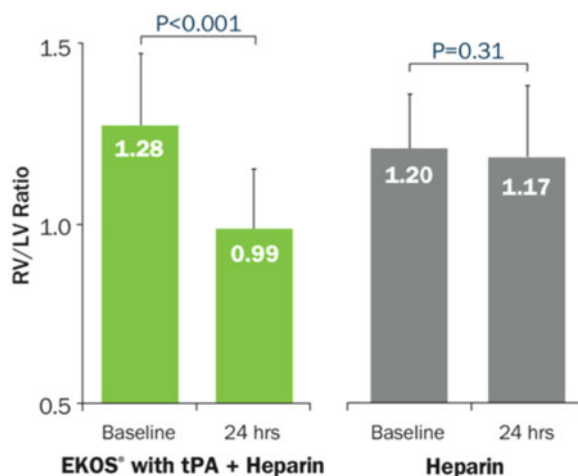 P<0.001
P=0.31
1.5
1.0
0.5
RV/LV Ratio
1.28
0.99
1.20
1.17
Baseline
24 hrs
Baseline
24 hrs
EKOS® with tPA + Heparin
Heparin